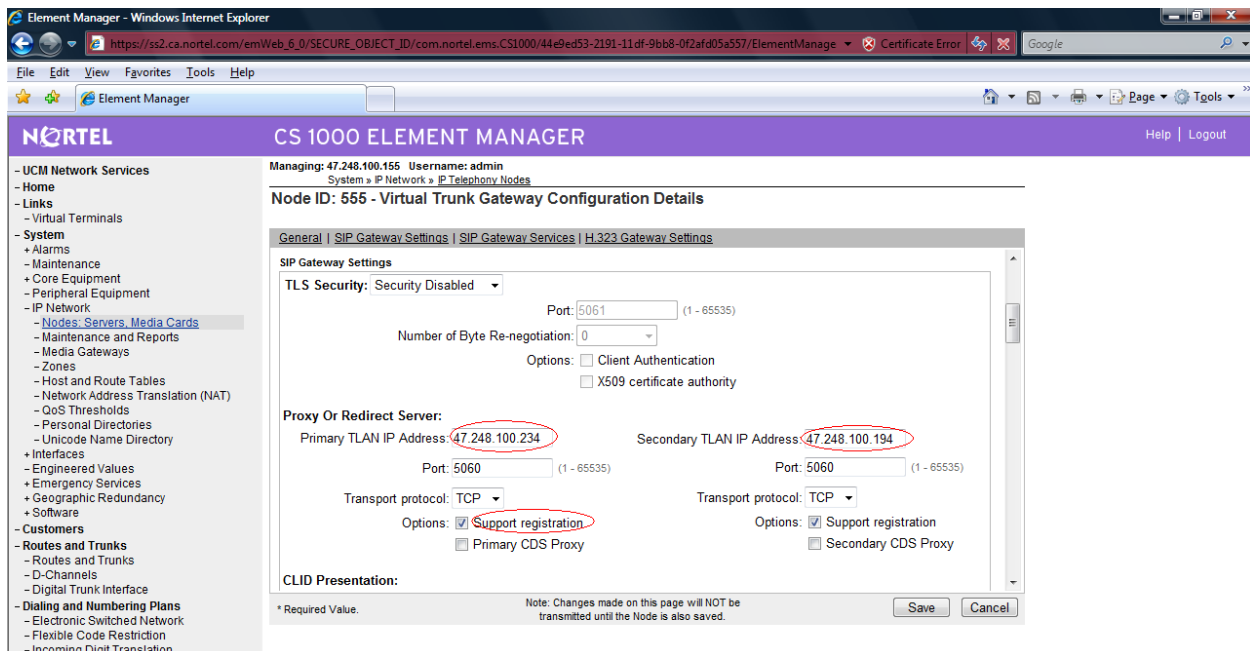 Element Manager - Windows Internet Explorer
https://ss2.ca.nortel.com/emWeb_6_0/SECURE_OBJECT_ID/com.nortel.ems.CS1000/44e9ed53-2191-11df-9bb8-0f2afd05a557/ElementManage
Certificate Error
Google
File Edit View Favorites Tools Help
Element Manager
Page Tools
NORTEL
CS 1000 ELEMENT MANAGER
Help | Logout
- UCM Network Services
- Home
- Links
- Virtual Terminals
- System
+ Alarms
- Maintenance
+ Core Equipment
- Peripheral Equipment
- IP Network
- Nodes: Servers, Media Cards
- Maintenance and Reports
- Media Gateways
- Zones
- Host and Route Tables
- Network Address Translation (NAT)
- QoS Thresholds
- Personal Directories
- Unicode Name Directory
+ Interfaces
- Engineered Values
+ Emergency Services
+ Geographic Redundancy
+ Software
- Customers
- Routes and Trunks
- Routes and Trunks
- D-Channels
- Digital Trunk Interface
- Dialing and Numbering Plans
- Electronic Switched Network
- Flexible Code Restriction
- Incoming Digit Translation
Managing: 47.248.100.155 Username: admin
System » IP Network » IP Telephony Nodes
Node ID: 555 - Virtual Trunk Gateway Configuration Details
General | SIP Gateway Settings | SIP Gateway Services | H.323 Gateway Settings
SIP Gateway Settings
TLS Security: Security Disabled
Port: 5061 (1 - 65535)
Number of Byte Re-negotiation: 0
Options: Client Authentication
X509 certificate authority
Proxy Or Redirect Server:
Primary TLAN IP Address: 47.248.100.234 Secondary TLAN IP Address: 47.248.100.194
Port: 5060 (1 - 65535) Port: 5060 (1 - 65535)
Transport protocol: TCP Transport protocol: TCP
Options: Support registration Options: Support registration
Primary CDS Proxy Secondary CDS Proxy
CLID Presentation:
* Required Value.
Note: Changes made on this page will NOT be
transmitted until the Node is also saved.
Save Cancel